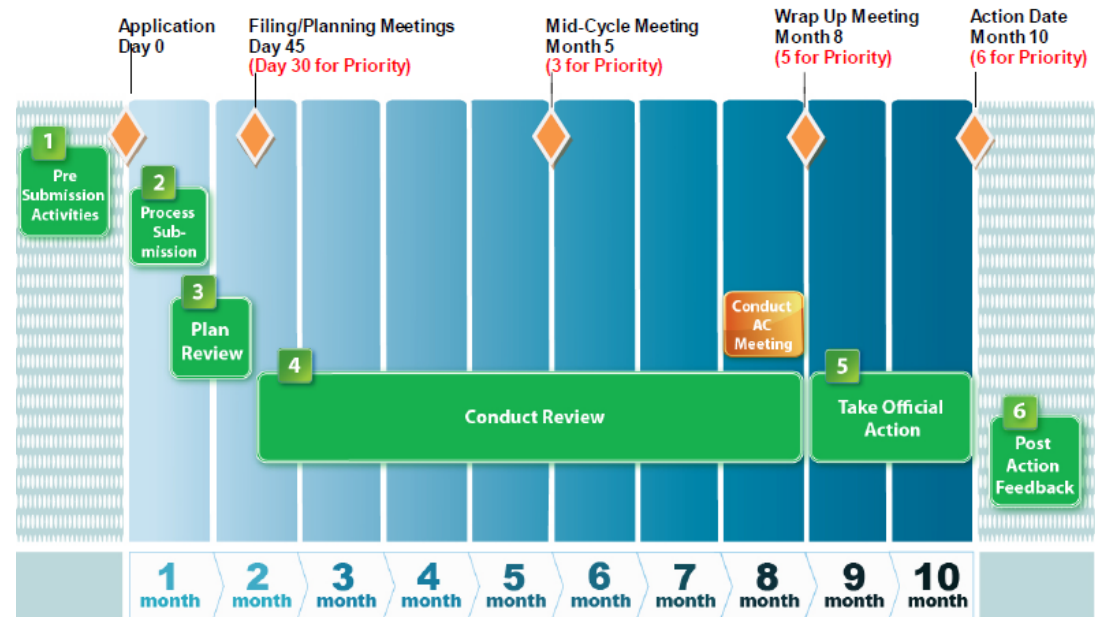 Application
Day 0
Filing/Planning Meetings
Day 45
(Day 30 for Priority)
Mid-Cycle Meeting
Month 5
(3 for Priority)
Wrap Up Meeting
Month 8
(5 for Priority)
Action Date
Month 10
(6 for Priority)
1
Pre
Submission
Activities
2
Process
Sub-
mission
3
Plan
Review
Conduct
AC
Meeting
4
Conduct Review
5
Take Official
Action
6
Post
Action
Feedback
1
month
2
month
3
month
4
month
5
month
6
month
7
month
8
month
9
month
10
month